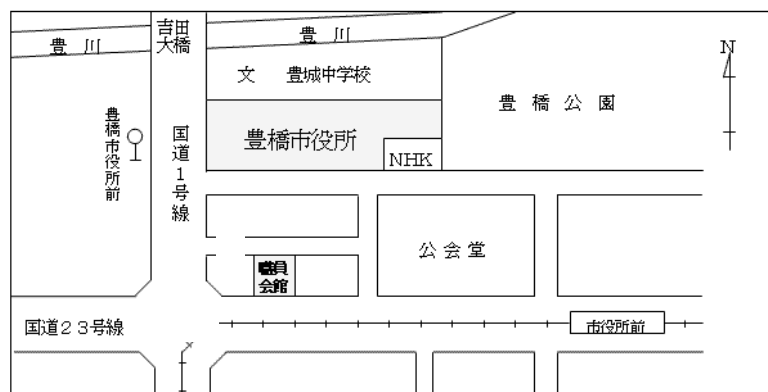 吉田
大橋
豊 川
豊 川
文 豊城中学校
豊橋公園
N
豊橋市役所前
国道1号線
豊橋市役所
NHK
公会堂
職員
会館
国道23号線
市役所前